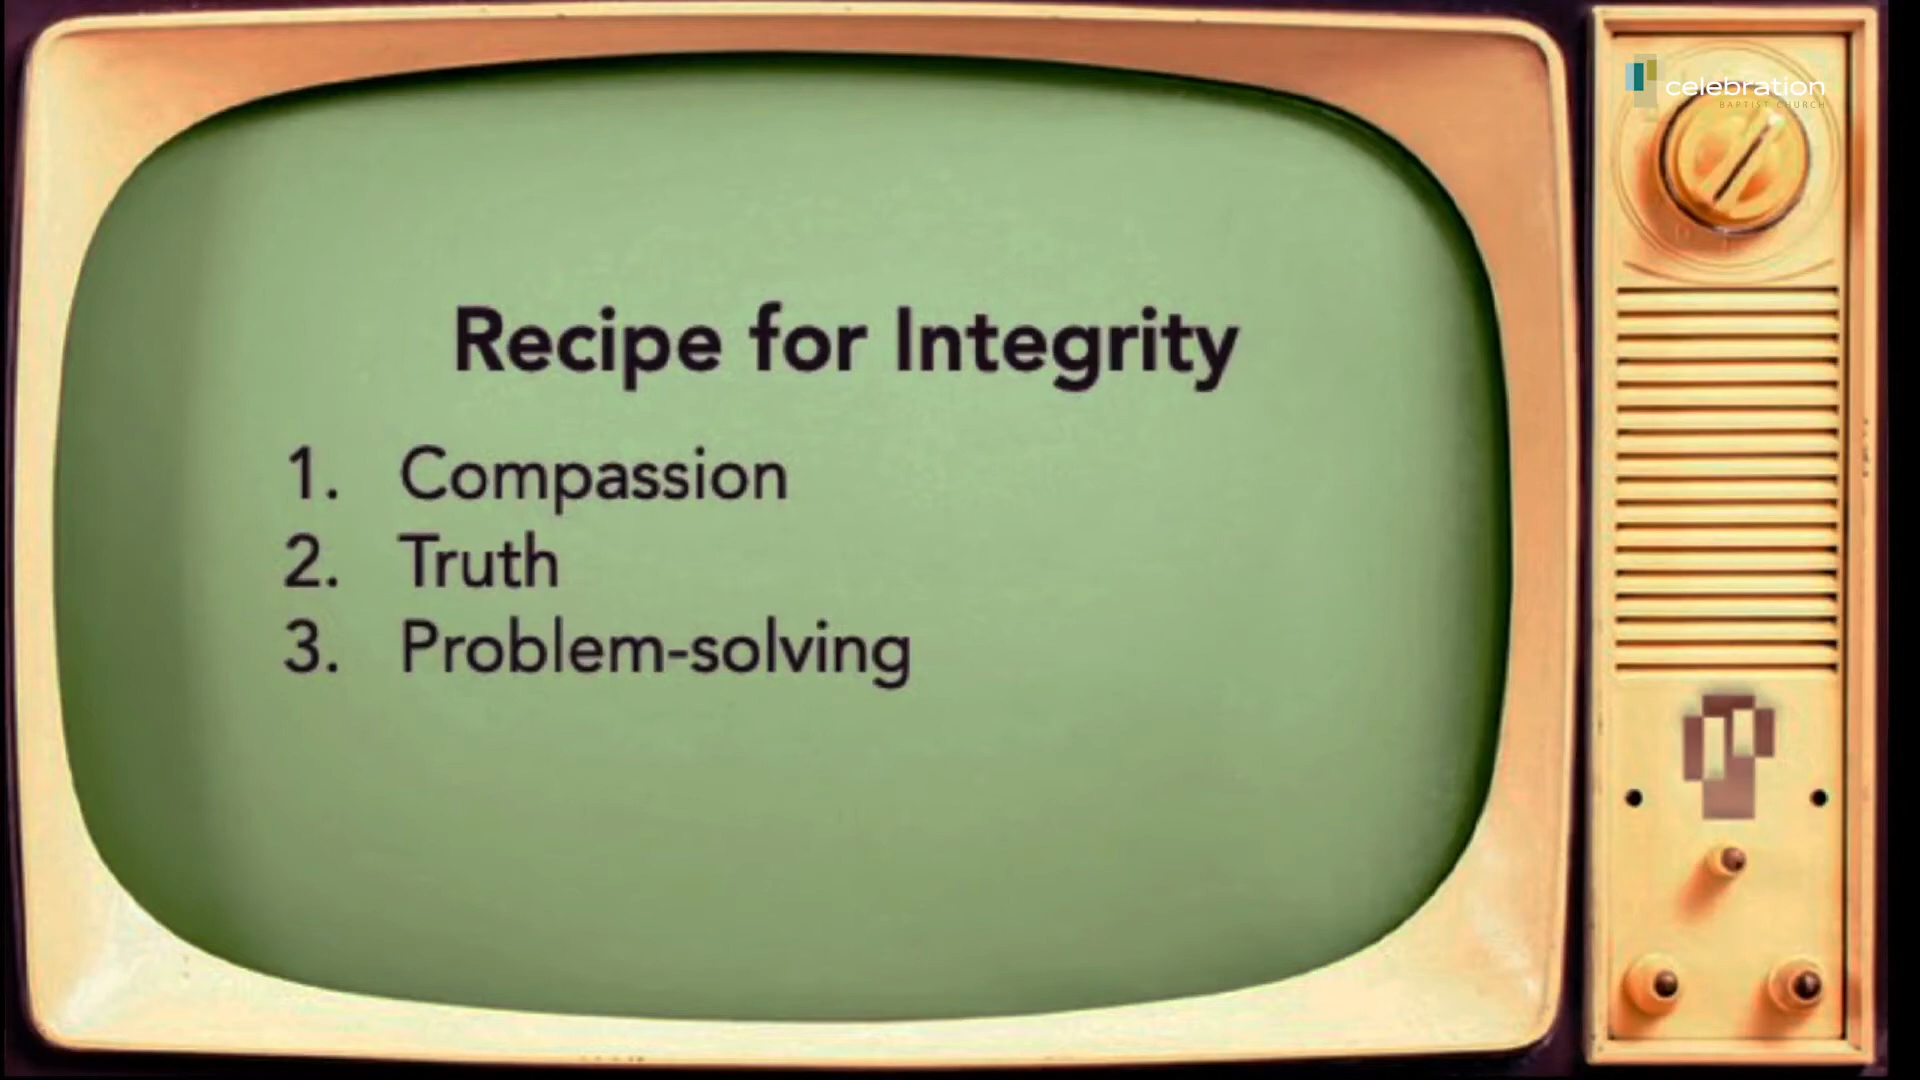 celebration
BAPTIST CHURCH
Recipe for Integrity
1. Compassion
2. Truth
3. Problem-solving